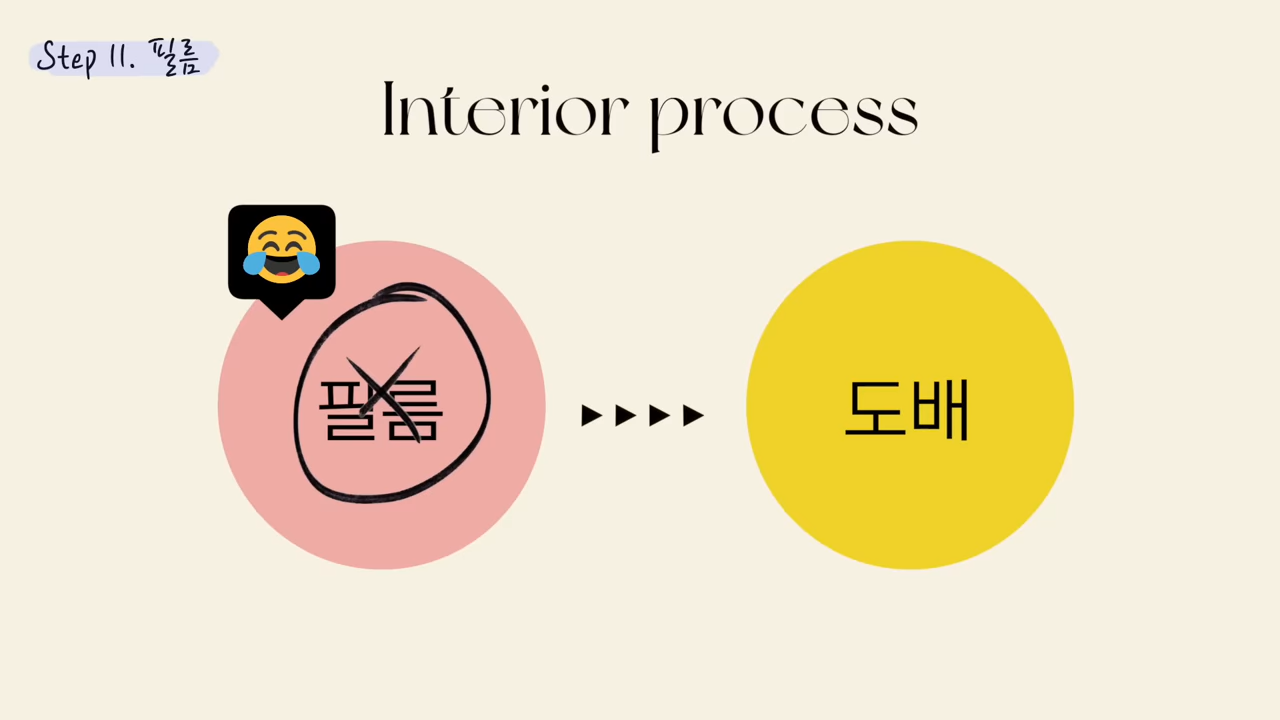 Step 11. 필름
Interior process
필름
도배